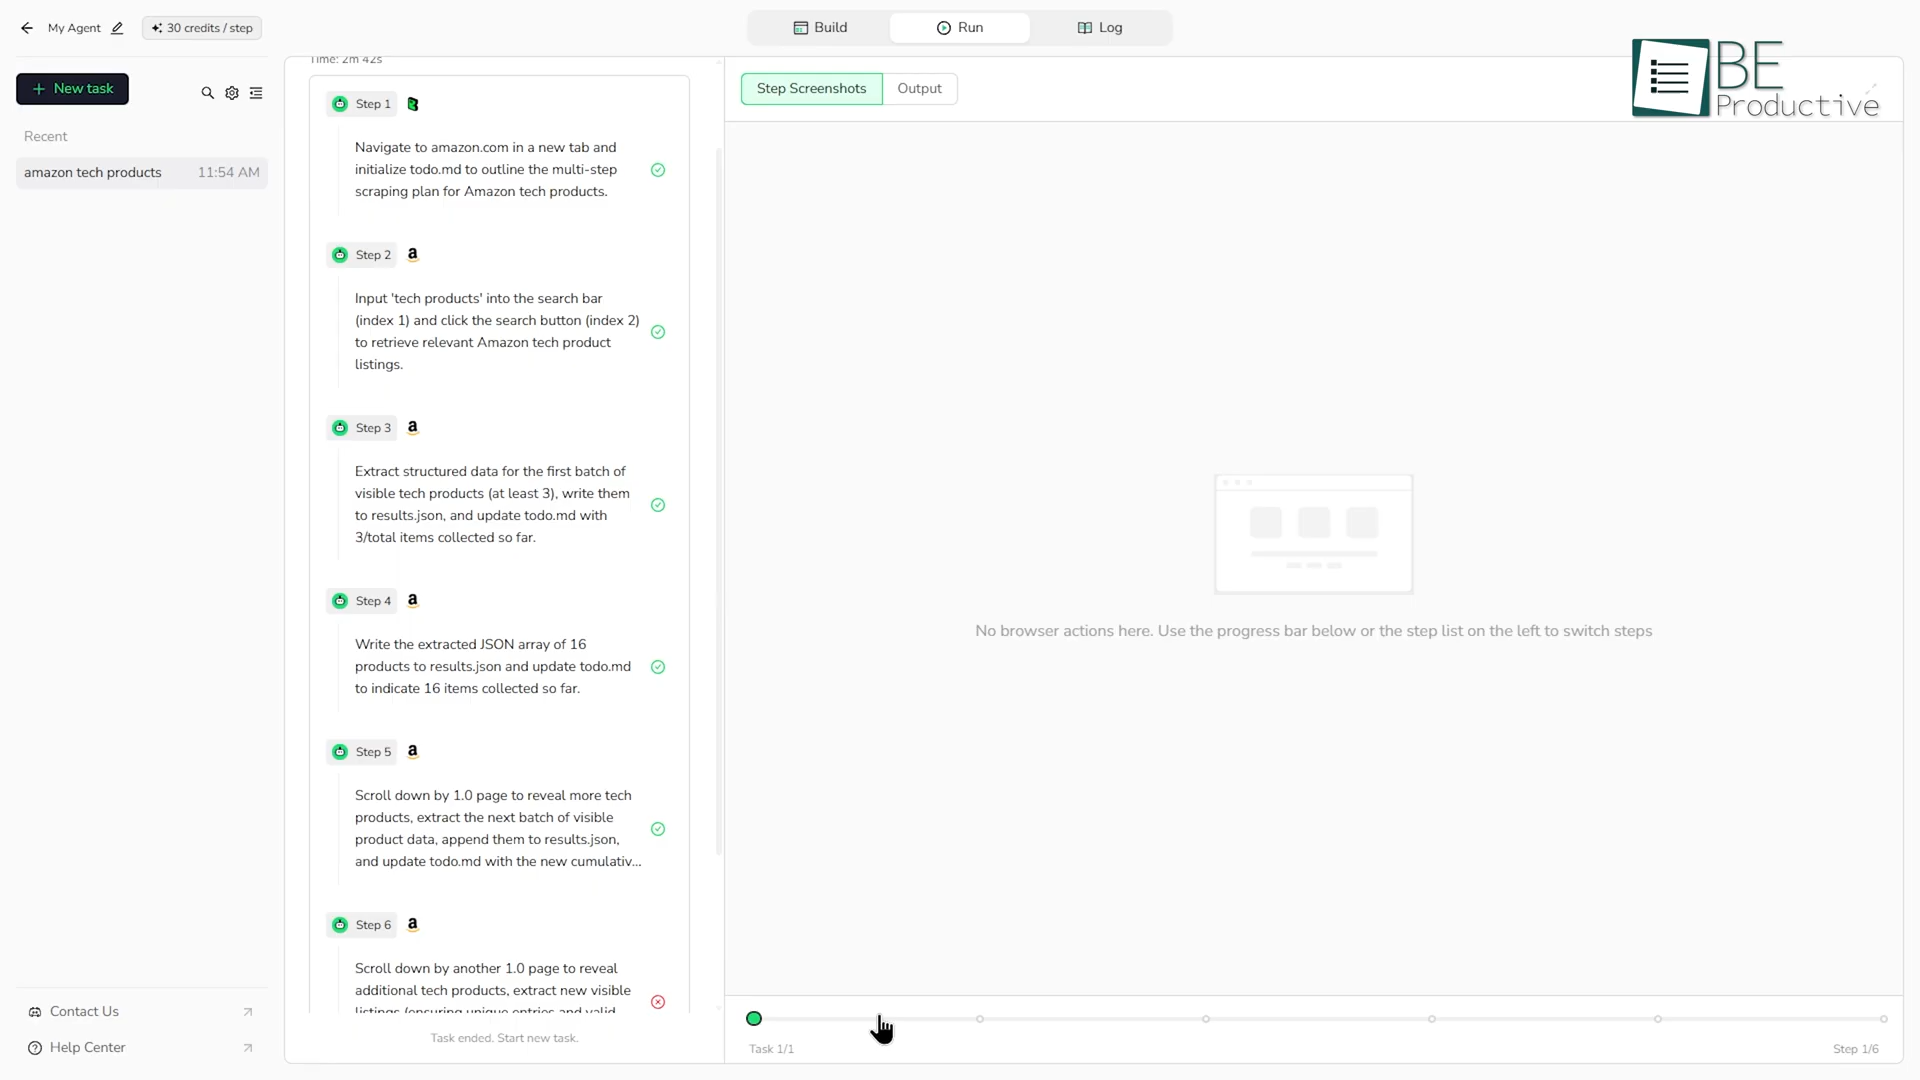 My Agent
30 credits / step
Build
Run
Log
BE
Productive
New task
Recent
amazon tech products
11:54 AM
Contact Us
Help Center
Time: 2m 42s
Step 1
Navigate to amazon.com in a new tab and
initialize todo.md to outline the multi-step
scraping plan for Amazon tech products.
Step 2
Input 'tech products' into the search bar
(index 1) and click the search button (index 2)
to retrieve relevant Amazon tech product
listings.
Step 3
Extract structured data for the first batch of
visible tech products (at least 3), write them
to results.json, and update todo.md with
3/total items collected so far.
Step 4
Write the extracted JSON array of 16
products to results.json and update todo.md
to indicate 16 items collected so far.
Step 5
Scroll down by 1.0 page to reveal more tech
products, extract the next batch of visible
product data, append them to results.json,
and update todo.md with the new cumulativ...
Step 6
Scroll down by another 1.0 page to reveal
additional tech products, extract new visible
listings (ensuring unique entries and valid
Task ended. Start new task.
Step Screenshots
Output
No browser actions here. Use the progress bar below or the step list on the left to switch steps
Task 1/1
Step 1/6